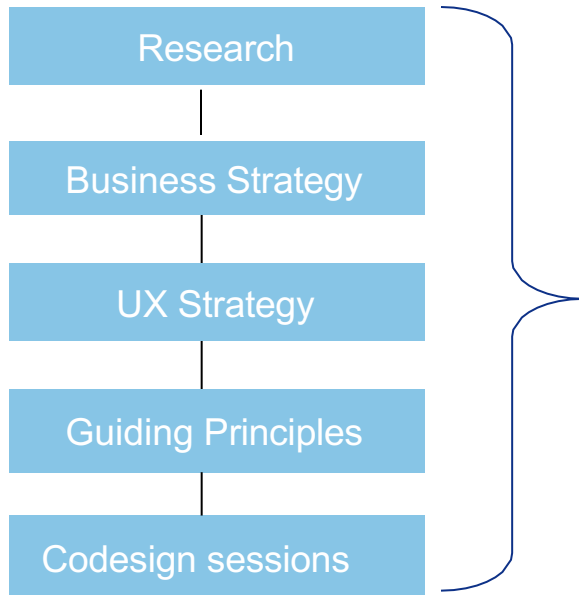 Research
Business Strategy
UX Strategy
Guiding Principles
Codesign sessions